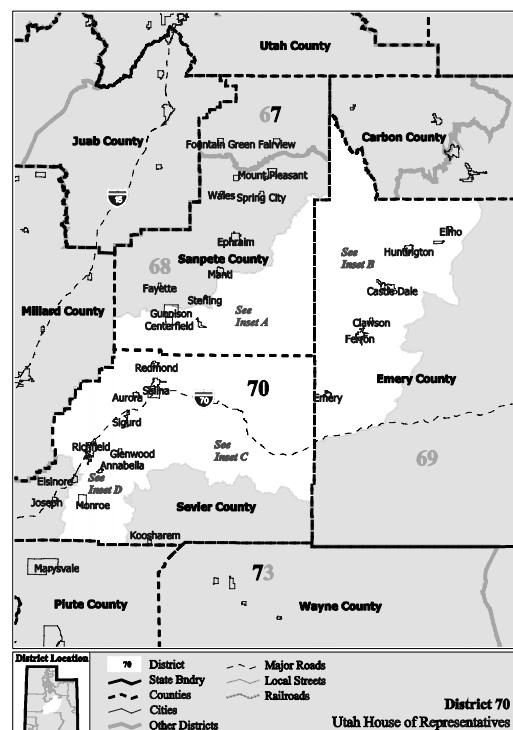 Utah County
67
Juab County
Carbon County
Fountain Green Fairview
Mount Pleasant
Wales Spring City
15
Elmo
Ephraim
See
Inset B
Huntington
Sanpete County
68
Manti
Fayette
Castle Dale
Sterling
Millard County
Gunnison
See
Inset A
Centerfield
Clawson
Ferron
Redmond
Emery County
70
Salina
Aurora
70
Emery
Sigurd
Richfield
Glenwood
See
Inset C
69
Annabella
Elsinore
See
Inset D
Joseph
Monroe
Sevier County
Koosharem
Marysvale
73
Piute County
Wayne County
District Location
70 District
State Bndry
Counties
Cities
Other Districts
Major Roads
Local Streets
Railroads
District 70
Utah House of Representatives